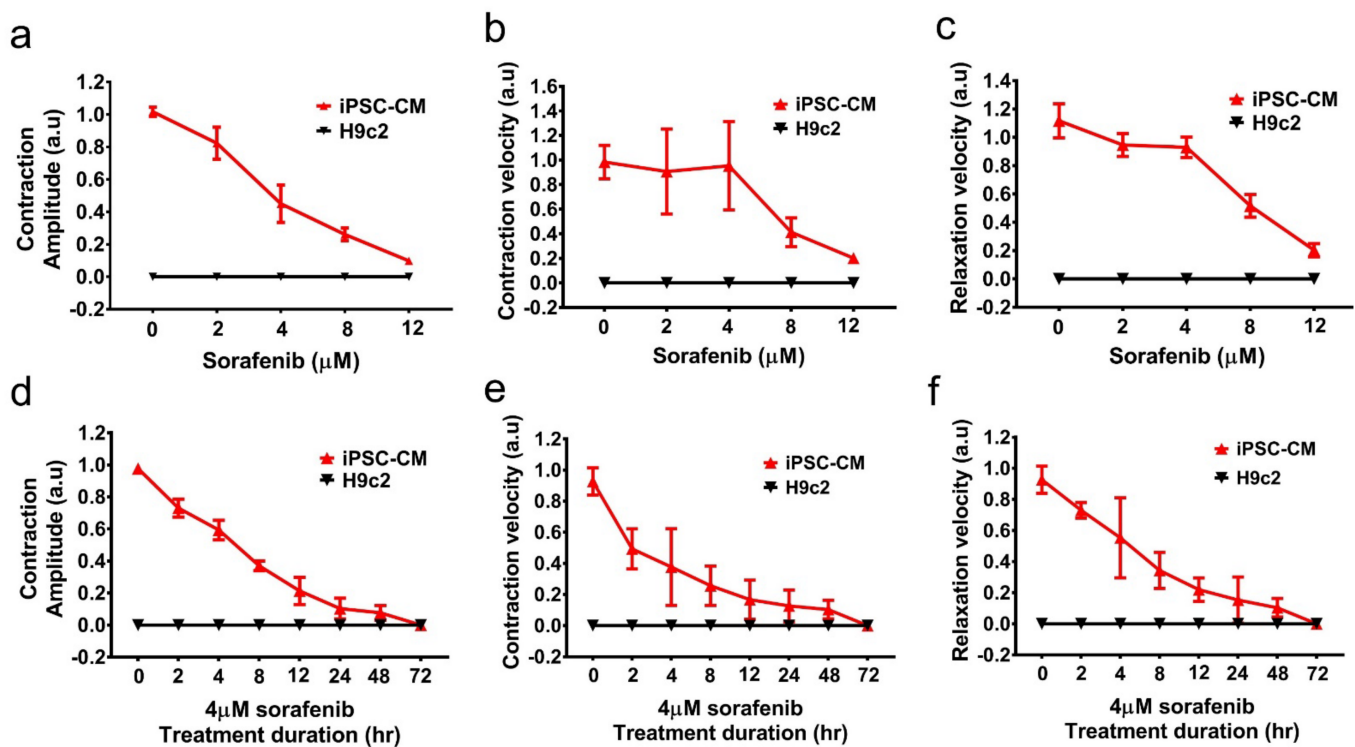 a
Contraction
Amplitude (a.u)
1.2
1.0
0.8
0.6
0.4
0.2
0.0
-0.2
iPSC-CM
H9c2
0 2 4 8 12
Sorafenib (μM)
b
Contraction velocity (a.u)
1.6
1.4
1.2
1.0
0.8
0.6
0.4
0.2
0.0
-0.2
iPSC-CM
H9c2
0 2 4 8 12
Sorafenib (μM)
c
Relaxation velocity (a.u)
1.4
1.2
1.0
0.8
0.6
0.4
0.2
0.0
-0.2
iPSC-CM
H9c2
0 2 4 8 12
Sorafenib (μM)
d
Contraction
Amplitude (a.u)
1.2
1.0
0.8
0.6
0.4
0.2
0.0
-0.2
iPSC-CM
H9c2
0 2 4 8 12 24 48 72
4μM sorafenib
Treatment duration (hr)
e
Contraction velocity (a.u)
1.2
1.0
0.8
0.6
0.4
0.2
0.0
-0.2
iPSC-CM
H9c2
0 2 4 8 12 24 48 72
4μM sorafenib
Treatment duration (hr)
f
Relaxation velocity (a.u)
1.2
1.0
0.8
0.6
0.4
0.2
0.0
-0.2
iPSC-CM
H9c2
0 2 4 8 12 24 48 72
4μM sorafenib
Treatment duration (hr)